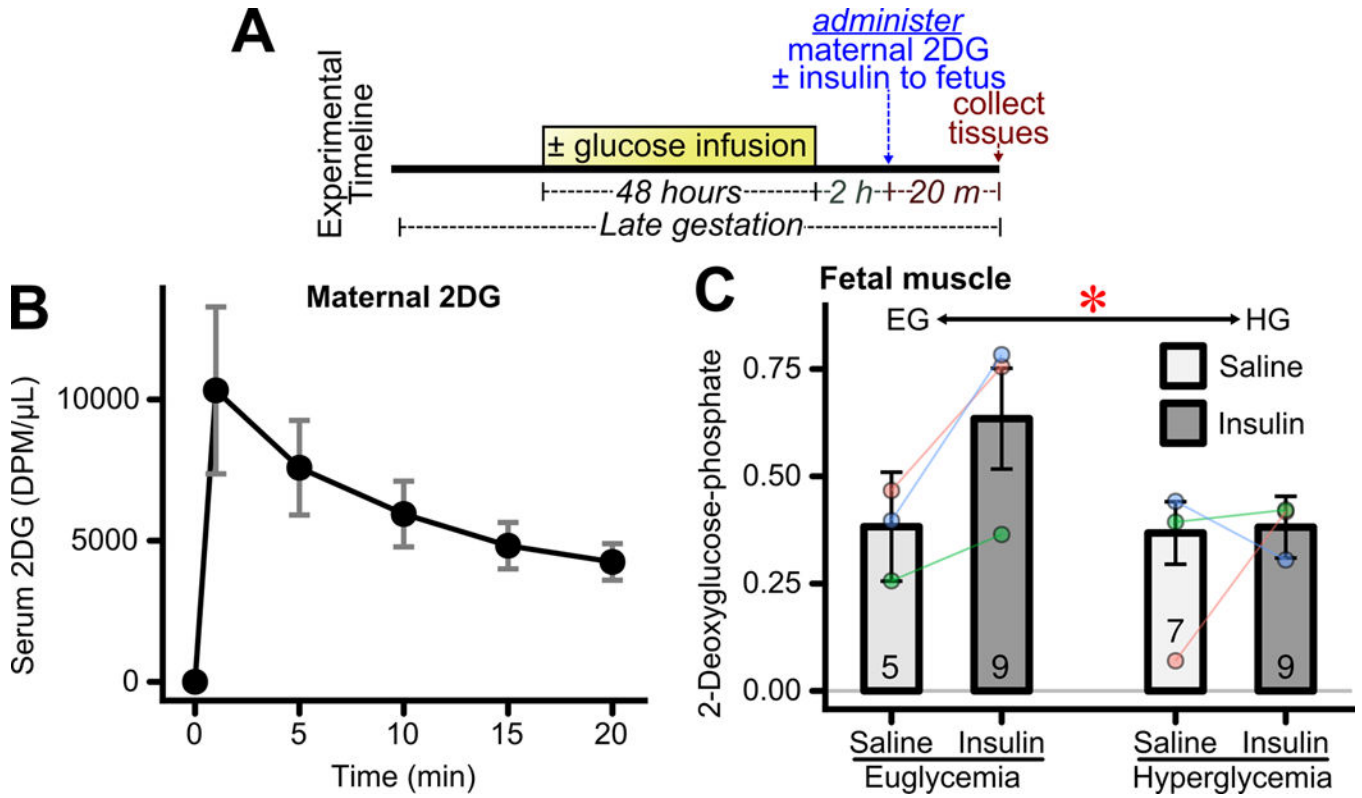 A
Experimental
Timeline
administer
maternal 2DG
± insulin to fetus
collect
tissues
± glucose infusion
48 hours
2 h
20 m
Late gestation
B
Maternal 2DG
Serum 2DG (DPM/μL)
10000
5000
0
0 5 10 15 20
Time (min)
C
Fetal muscle
*
EG
HG
Saline
Insulin
2-Deoxyglucose-phosphate
0.75
0.50
0.25
0.00
5
9
7
9
Saline Insulin Saline Insulin
Euglycemia Hyperglycemia